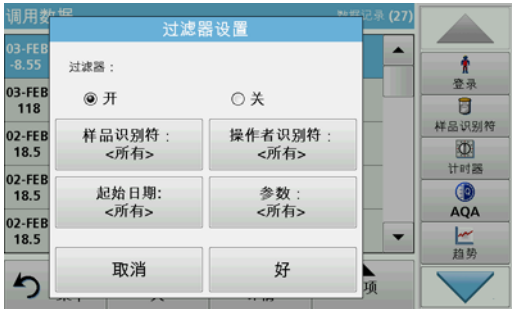 调用数
数据记录 (27)
过滤器设置
03-FEB
-8.55
03-FEB
118
02-FEB
18.5
02-FEB
18.5
02-FEB
18.5
过滤器：
开
关
样品识别符：
<所有>
操作者识别符：
<所有>
起始日期:
<所有>
参数：
<所有>
取消
好
项
登录
样品识别符
计时器
AQA
趋势